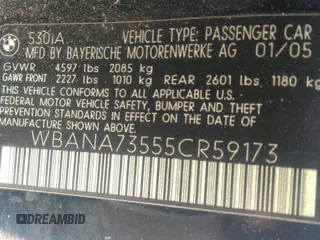 530iA VEHICLE TYPE: PASSENGER CAR
MFD BY BAYERISCHE MOTORENWERKE AG 01/05
GVWR 4597 lbs 2085 kg
GAWR FRONT 2227 lbs 1010 kg REAR 2601 lbs 1180 kg
THIS VEHICLE CONFORMS TO ALL APPLICABLE
FEDERAL MOTOR VEHICLE SAFETY, BUMPER AND THEFT
PREVENTION STANDARDS IN EFFECT ON THE DATE OF
MANUFACTURE SHOWN ABOVE
WBANA73555CR59173
DREAMBID